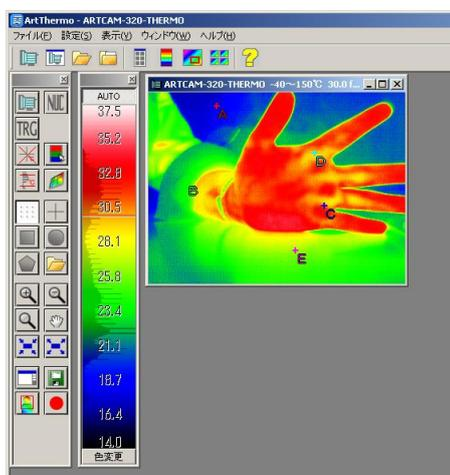 ArtThermo - ARTCAM-320-THERMO
ファイル(F) 設定(S) 表示(V) ウィンドウ(W) ヘルプ(H)
NUC
TRG
AUTO
37.5
35.2
32.8
30.5
28.1
25.8
23.4
21.1
18.7
16.4
14.0
色変更
ARTCAM-320-THERMO -40～150℃ 30.0 f...
A
D
B
C
E